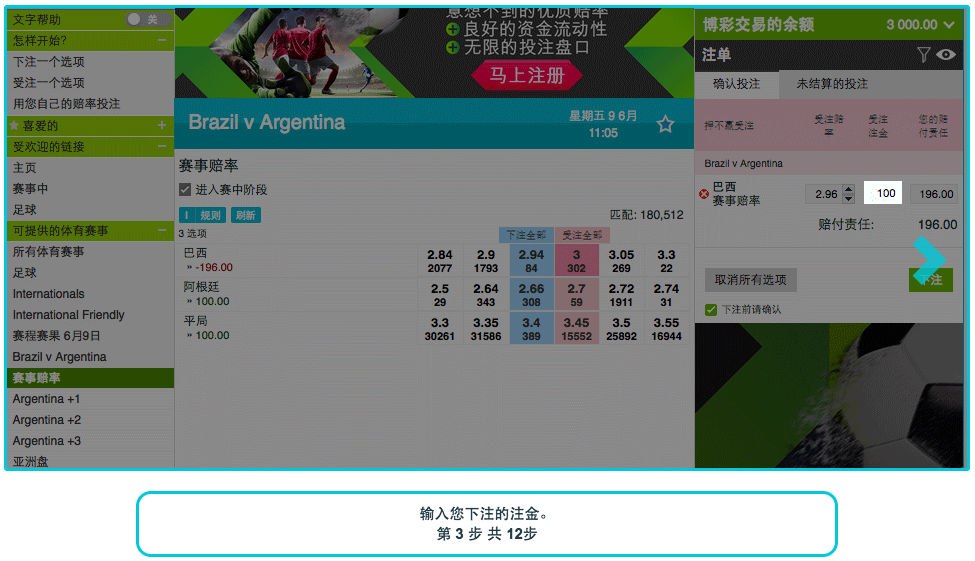 文字帮助 关
怎样开始?
下注一个选项
受注一个选项
用您自己的赔率投注
喜爱的
受欢迎的链接
主页
赛事中
足球
可提供的体育赛事
所有体育赛事
足球
Internationals
International Friendly
赛程赛果 6月9日
Brazil v Argentina
赛事赔率
Argentina +1
Argentina +2
Argentina +3
亚洲盘
意想不到的优质赔率
良好的资金流动性
无限的投注盘口
马上注册
Brazil v Argentina
星期五 9 6月
11:05
赛事赔率
进入赛中阶段
i 规则 刷新
匹配: 180,512
3 选项 下注全部 受注全部
巴西 2.84 2.9 2.94 3 3.05 3.3
» -196.00 2077 1793 84 302 269 22
阿根廷 2.5 2.64 2.66 2.7 2.72 2.74
» 100.00 29 343 308 59 1911 31
平局 3.3 3.35 3.4 3.45 3.5 3.55
» 100.00 30261 31586 389 15552 25892 16944
博彩交易的余额 3 000.00
注单
确认投注 未结算的投注
押不赢受注 受注赔率 受注注金 您的赔付责任
Brazil v Argentina
巴西
赛事赔率 2.96 100 196.00
赔付责任: 196.00
取消所有选项 下注
下注前请确认
输入您下注的注金。
第 3 步 共 12步